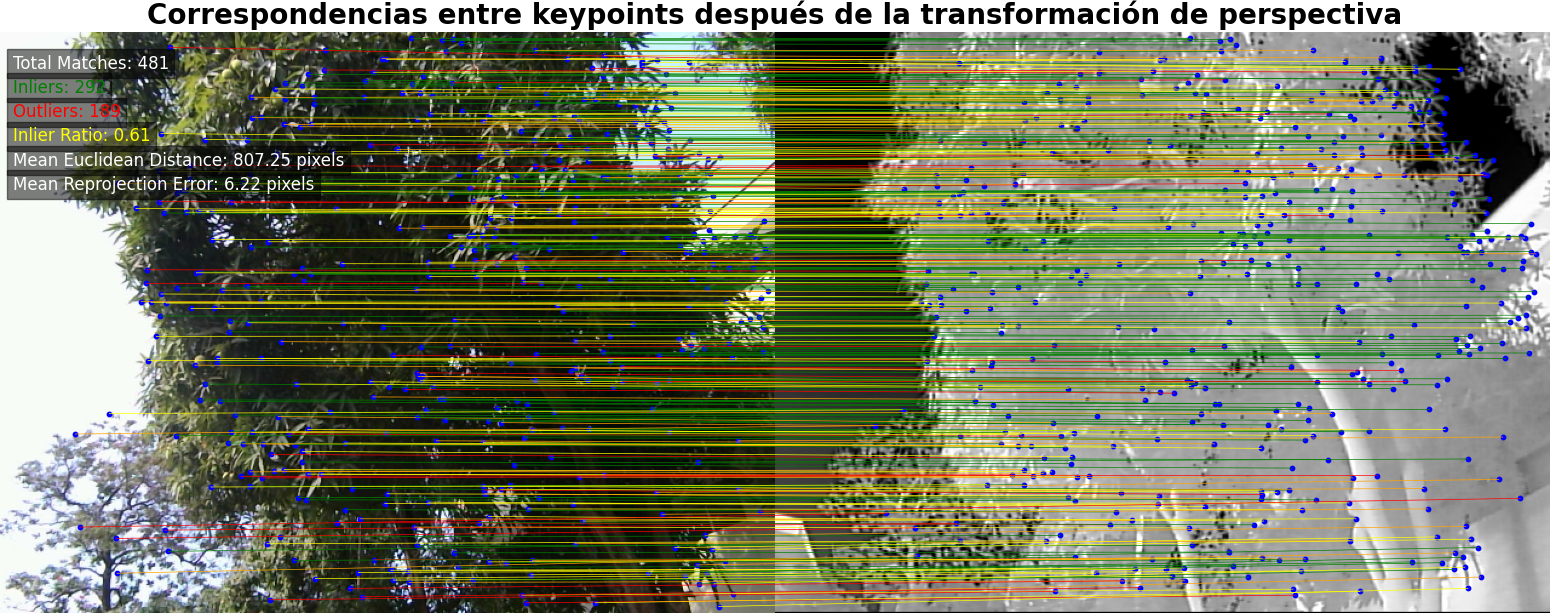 Correspondencias entre keypoints después de la transformación de perspectiva
Total Matches: 481
Inliers: 292
Outliers: 189
Inlier Ratio: 0.61
Mean Euclidean Distance: 807.25 pixels
Mean Reprojection Error: 6.22 pixels